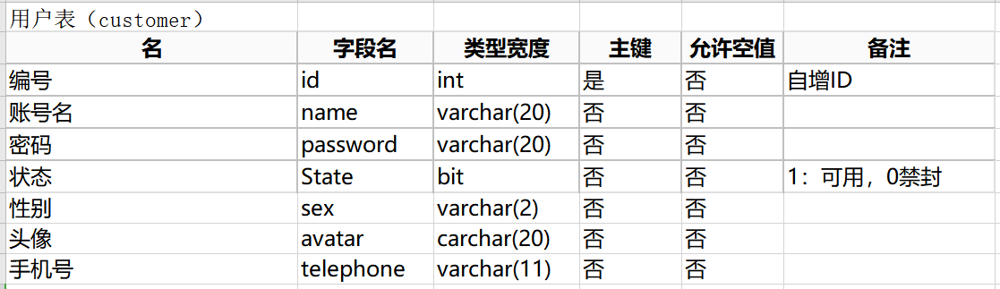 用户表（customer）
名 字段名 类型宽度 主键 允许空值 备注
编号 id int 是 否 自增ID
账号名 name varchar(20) 否 否
密码 password varchar(20) 否 否
状态 State bit 否 否 1：可用，0禁封
性别 sex varchar(2) 否 否
头像 avatar carchar(20) 否 否
手机号 telephone varchar(11) 否 否